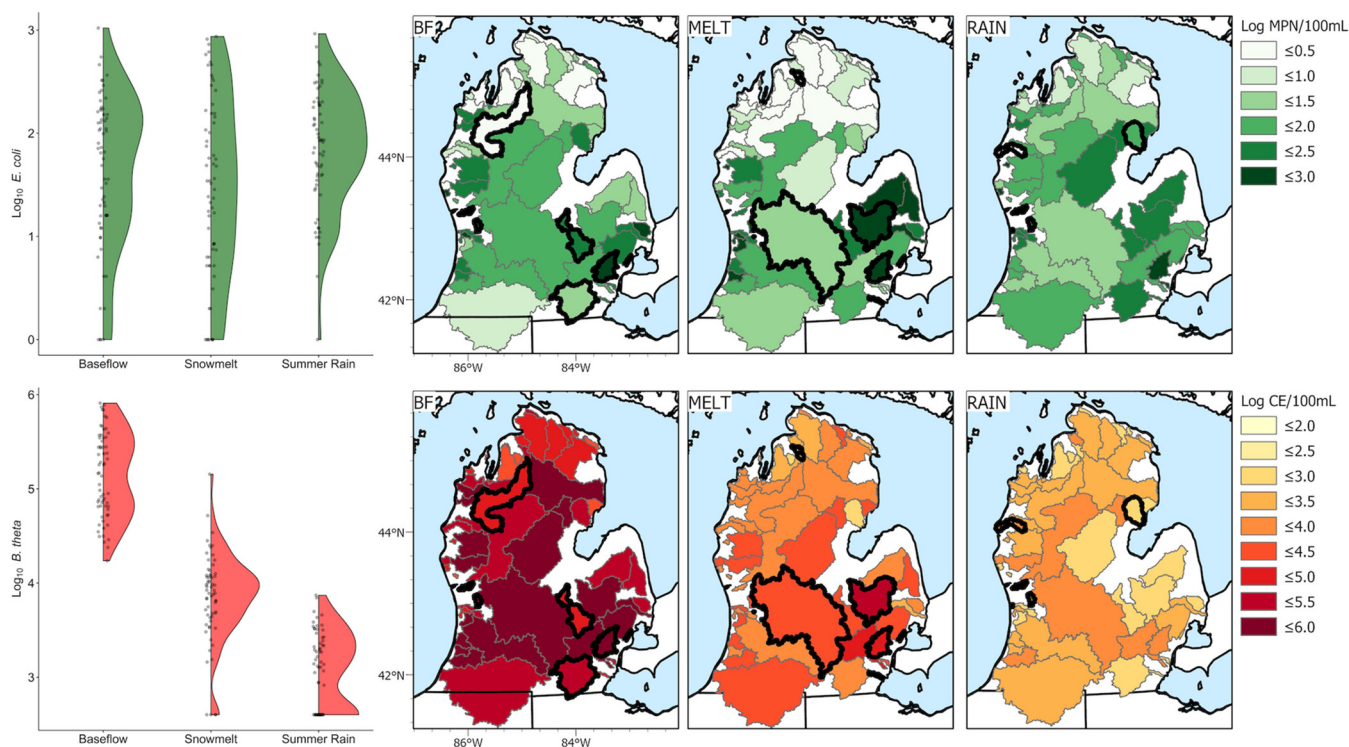 Log₁₀ E. coli
3
2
1
0
Baseflow Snowmelt Summer Rain
BF
44°N
42°N
86°W 84°W
MELT
RAIN
Log MPN/100mL
≤0.5
≤1.0
≤1.5
≤2.0
≤2.5
≤3.0
Log₁₀ B. theta
6
5
4
3
Baseflow Snowmelt Summer Rain
BF
44°N
42°N
86°W 84°W
MELT
RAIN
Log CE/100mL
≤2.0
≤2.5
≤3.0
≤3.5
≤4.0
≤4.5
≤5.0
≤5.5
≤6.0